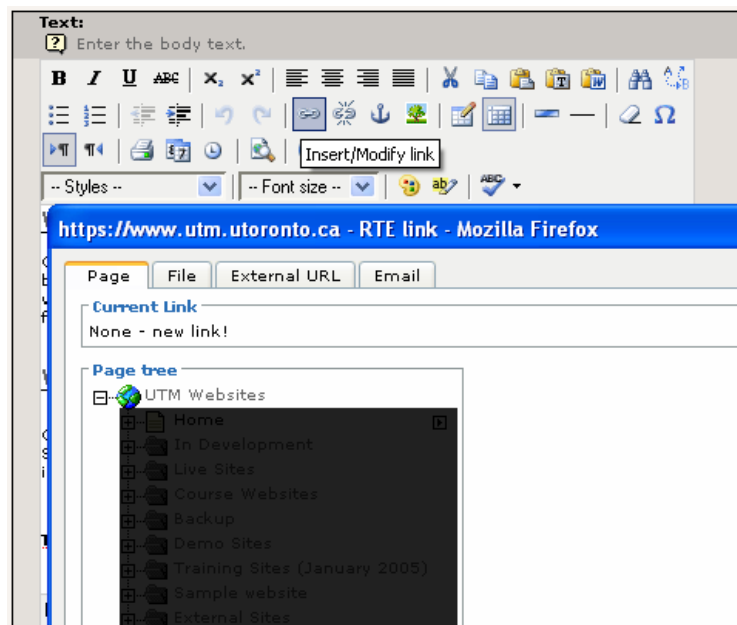 Text:
Enter the body text.
Insert/Modify link
-- Styles --
-- Font size --
https://www.utm.utoronto.ca - RTE link - Mozilla Firefox
Page File External URL Email
Current Link
None - new link!
Page tree
UTM Websites
Home
In Development
Live Sites
Course Websites
Backup
Demo Sites
Training Sites (January 2005)
Sample website
External Sites